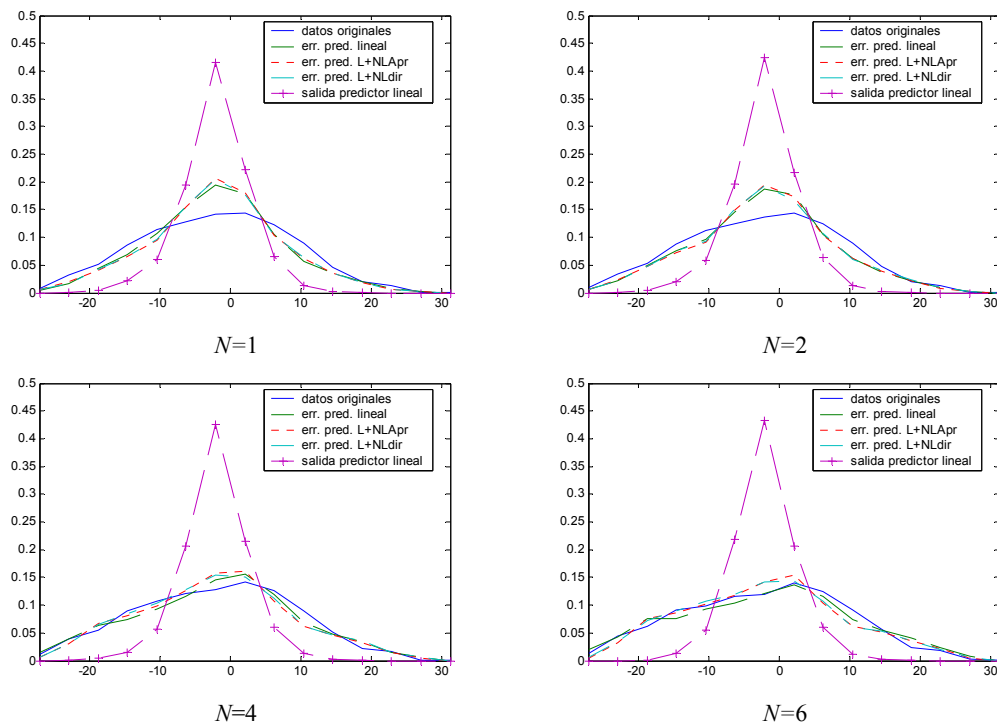 0.5
0.45
0.4
0.35
0.3
0.25
0.2
0.15
0.1
0.05
0
-20 -10 0 10 20 30
datos originales
err. pred. lineal
err. pred. L+NLApr
err. pred. L+NLdir
salida predictor lineal
N=1
0.5
0.45
0.4
0.35
0.3
0.25
0.2
0.15
0.1
0.05
0
-20 -10 0 10 20 30
datos originales
err. pred. lineal
err. pred. L+NLApr
err. pred. L+NLdir
salida predictor lineal
N=2
0.5
0.45
0.4
0.35
0.3
0.25
0.2
0.15
0.1
0.05
0
-20 -10 0 10 20 30
datos originales
err. pred. lineal
err. pred. L+NLApr
err. pred. L+NLdir
salida predictor lineal
N=4
0.5
0.45
0.4
0.35
0.3
0.25
0.2
0.15
0.1
0.05
0
-20 -10 0 10 20 30
datos originales
err. pred. lineal
err. pred. L+NLApr
err. pred. L+NLdir
salida predictor lineal
N=6